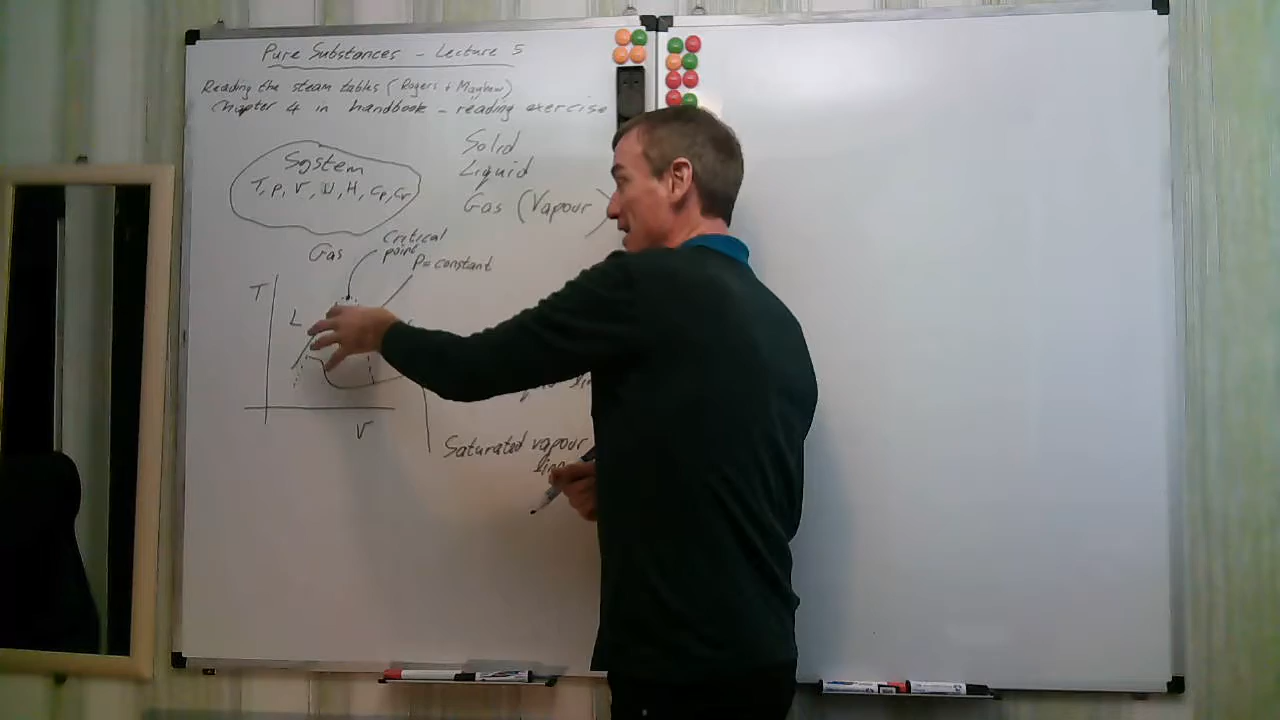 Pure Substances - Lecture 5
Reading the steam tables (Rogers + Mayhew)
Chapter 4 in handbook - reading exercise
System
T, P, V, U, H, Cp, Cv
Solid
Liquid
Gas (Vapour)
Gas
Critical
point
P=constant
T
L
V
Saturated vapour